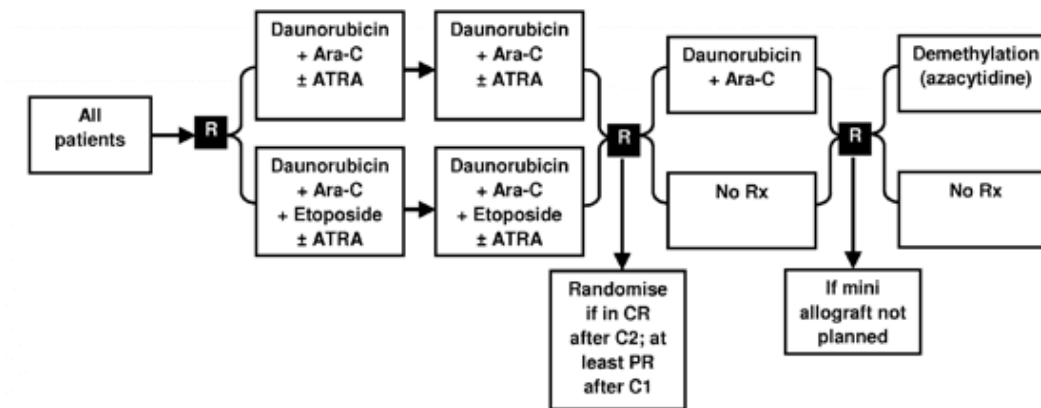 All
patients
R
Daunorubicin
+ Ara-C
± ATRA
Daunorubicin
+ Ara-C
± ATRA
Daunorubicin
+ Ara-C
+ Etoposide
± ATRA
Daunorubicin
+ Ara-C
+ Etoposide
± ATRA
R
Randomise
if in CR
after C2; at
least PR
after C1
Daunorubicin
+ Ara-C
No Rx
R
If mini
allograft not
planned
Demethylation
(azacytidine)
No Rx